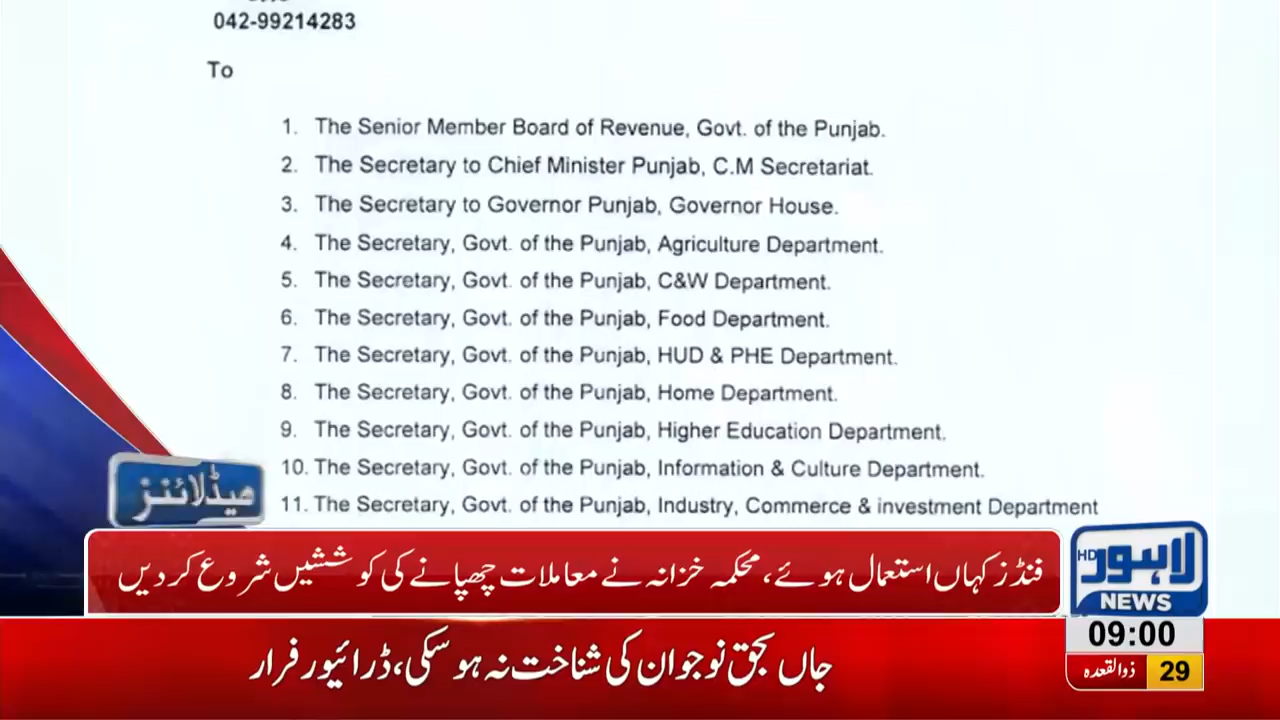 042-99214283
To
1. The Senior Member Board of Revenue, Govt. of the Punjab.
2. The Secretary to Chief Minister Punjab, C.M Secretariat.
3. The Secretary to Governor Punjab, Governor House.
4. The Secretary, Govt. of the Punjab, Agriculture Department.
5. The Secretary, Govt. of the Punjab, C&W Department.
6. The Secretary, Govt. of the Punjab, Food Department.
7. The Secretary, Govt. of the Punjab, HUD & PHE Department.
8. The Secretary, Govt. of the Punjab, Home Department.
9. The Secretary, Govt. of the Punjab, Higher Education Department.
10. The Secretary, Govt. of the Punjab, Information & Culture Department.
11. The Secretary, Govt. of the Punjab, Industry, Commerce & investment Department
ہیڈلائنز
فنڈز کہاں استعمال ہوئے، محکمہ خزانہ نے معاملات چھپانے کی کوششیں شروع کردیں
لاہور HD
NEWS
09:00
29 ذوالقعدہ
جاں بحق نوجوان کی شناخت نہ ہوسکی، ڈرائیور فرار